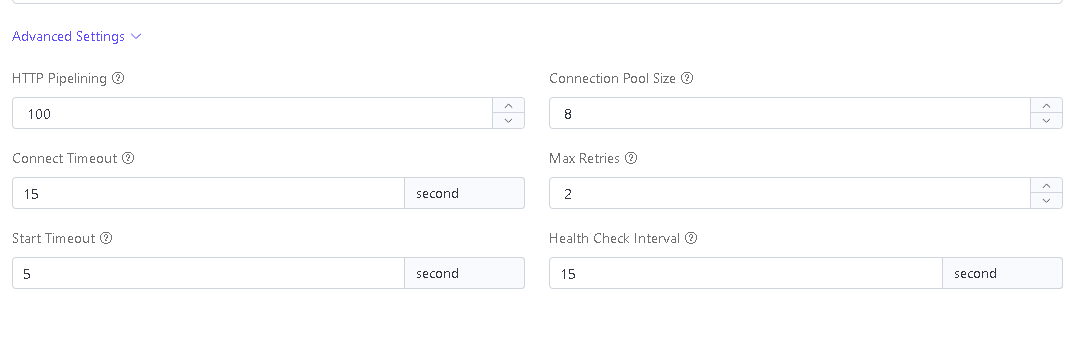 Advanced Settings
HTTP Pipelining
Connection Pool Size
100
8
Connect Timeout
Max Retries
15 second
2
Start Timeout
Health Check Interval
5 second
15 second